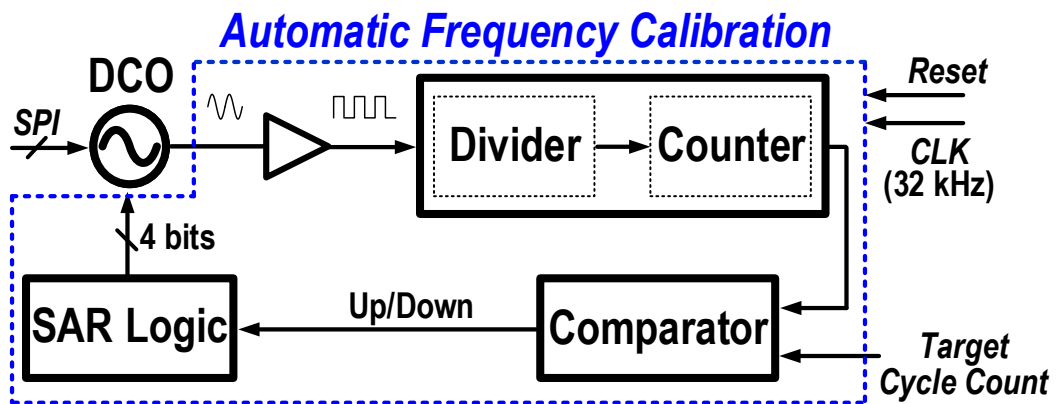 Automatic Frequency Calibration
DCO
SPI
Divider
Counter
Reset
CLK
(32 kHz)
4 bits
SAR Logic
Up/Down
Comparator
Target
Cycle Count